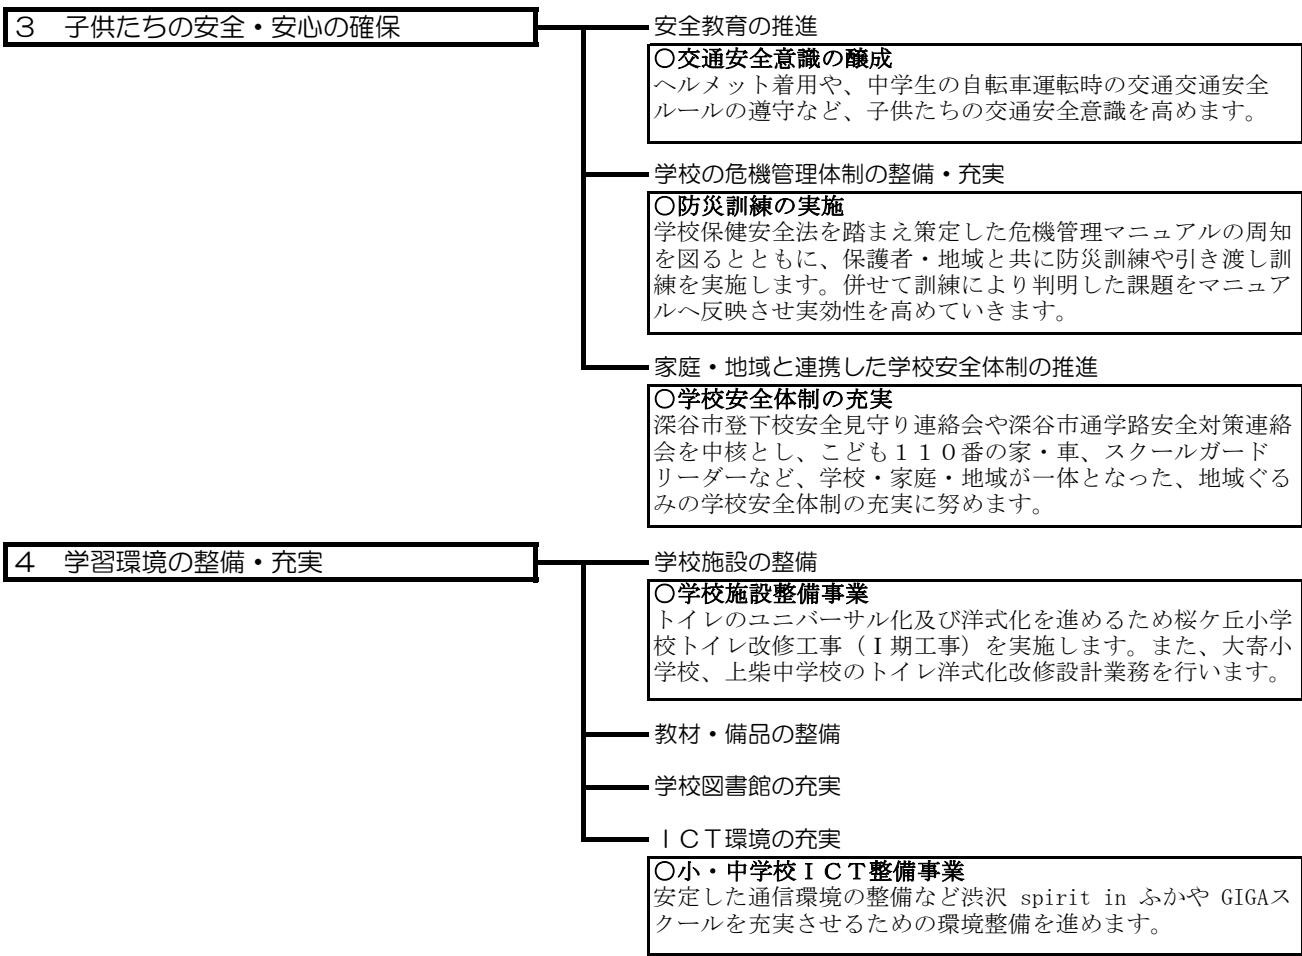 ３　子供たちの安全・安心の確保
安全教育の推進
〇交通安全意識の醸成
ヘルメット着用や、中学生の自転車運転時の交通交通安全
ルールの遵守など、子供たちの交通安全意識を高めます。
学校の危機管理体制の整備・充実
〇防災訓練の実施
学校保健安全法を踏まえ策定した危機管理マニュアルの周知
を図るとともに、保護者・地域と共に防災訓練や引き渡し訓
練を実施します。併せて訓練により判明した課題をマニュア
ルへ反映させ実効性を高めていきます。
家庭・地域と連携した学校安全体制の推進
〇学校安全体制の充実
深谷市登下校安全見守り連絡会や深谷市通学路安全対策連絡
会を中核とし、こども１１０番の家・車、スクールガード
リーダーなど、学校・家庭・地域が一体となった、地域ぐる
みの学校安全体制の充実に努めます。
４　学習環境の整備・充実
学校施設の整備
〇学校施設整備事業
トイレのユニバーサル化及び洋式化を進めるため桜ケ丘小学
校トイレ改修工事（Ⅰ期工事）を実施します。また、大寄小
学校、上柴中学校のトイレ洋式化改修設計業務を行います。
教材・備品の整備
学校図書館の充実
ＩＣＴ環境の充実
〇小・中学校ＩＣＴ整備事業
安定した通信環境の整備など渋沢 spirit in ふかや GIGAス
クールを充実させるための環境整備を進めます。